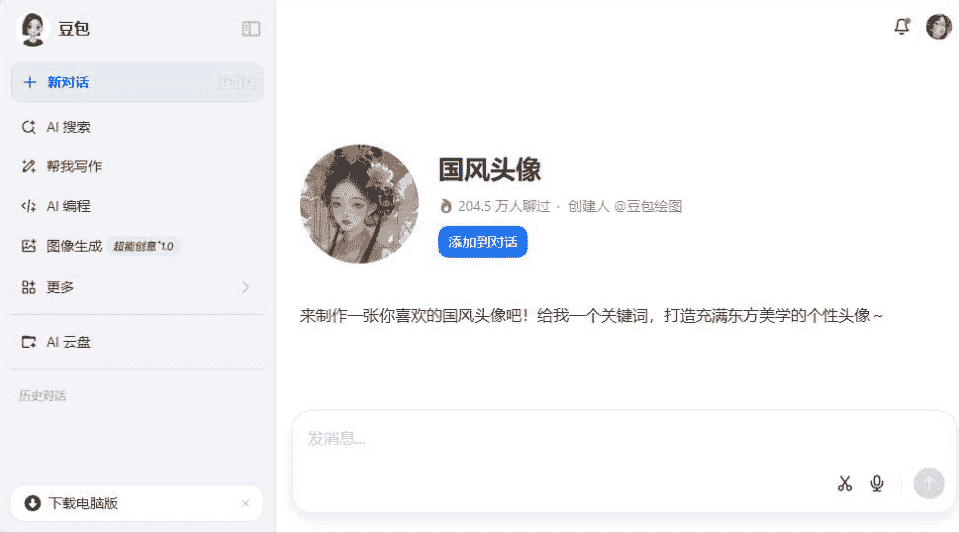 豆包
新对话
AI 搜索
帮我写作
AI 编程
图像生成 超能创意1.0
更多
AI 云盘
历史对话
下载电脑版
国风头像
204.5 万人聊过 · 创建人 @豆包绘图
添加到对话
来制作一张你喜欢的国风头像吧！给我一个关键词，打造充满东方美学的个性头像～
发消息...